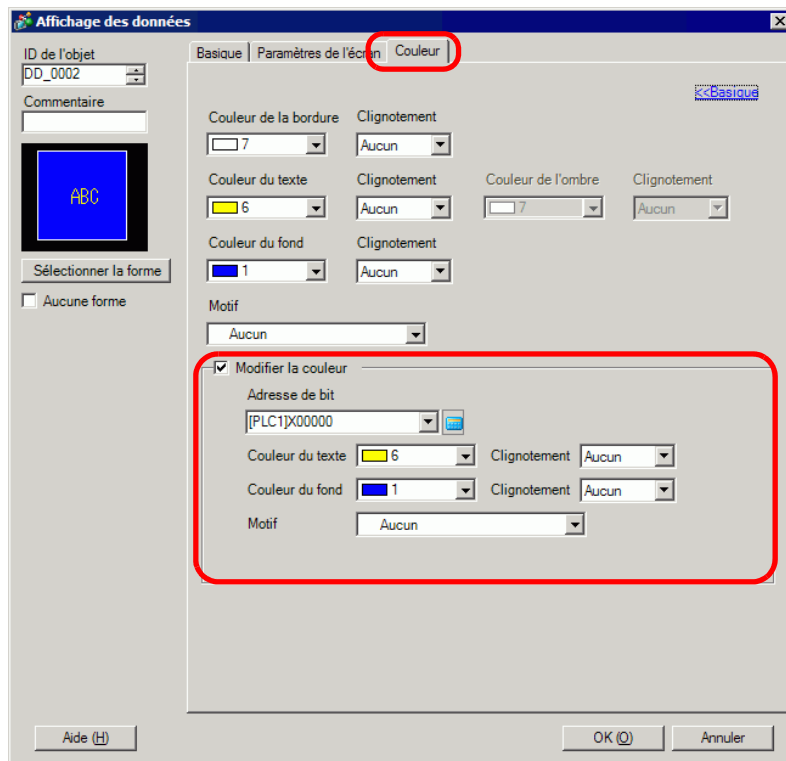 Affichage des données
ID de l'objet
DD_0002
Commentaire
ABC
Sélectionner la forme
Aucune forme
Basique Paramètres de l'écran Couleur
<<Basique
Couleur de la bordure Clignotement
7 Aucun
Couleur du texte Clignotement Couleur de l'ombre Clignotement
6 Aucun 7 Aucun
Couleur du fond Clignotement
1 Aucun
Motif
Aucun
Modifier la couleur
Adresse de bit
[PLC1]X00000
Couleur du texte 6 Clignotement Aucun
Couleur du fond 1 Clignotement Aucun
Motif Aucun
Aide (H) OK (O) Annuler